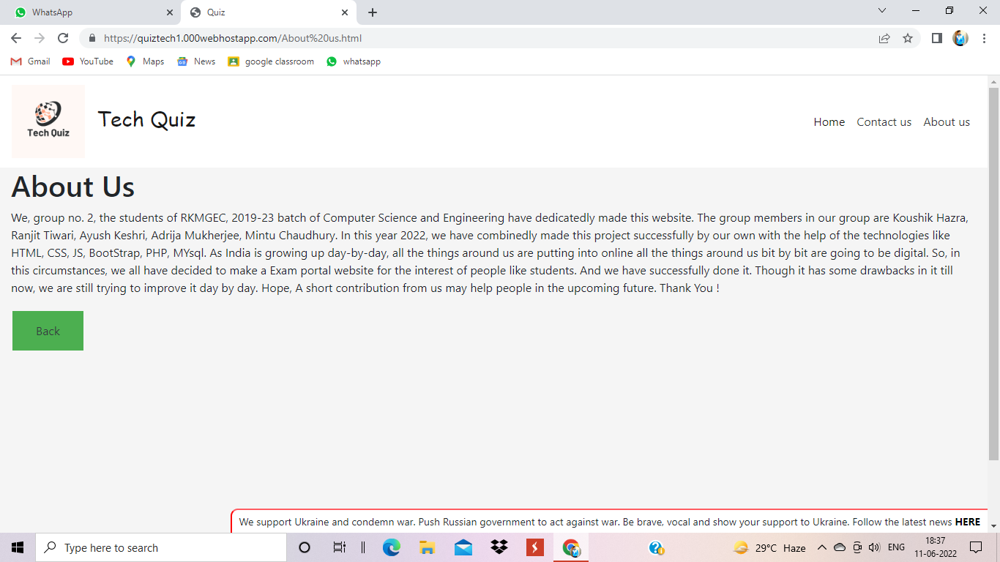 WhatsApp
Quiz
https://quiztech1.000webhostapp.com/About%20us.html
Gmail
YouTube
Maps
News
google classroom
whatsapp
Tech Quiz
Tech Quiz
Home
Contact us
About us
About Us
We, group no. 2, the students of RKMGEC, 2019-23 batch of Computer Science and Engineering have dedicatedly made this website. The group members in our group are Koushik Hazra,
Ranjit Tiwari, Ayush Keshri, Adrija Mukherjee, Mintu Chaudhury. In this year 2022, we have combinedly made this project successfully by our own with the help of the technologies like
HTML, CSS, JS, BootStrap, PHP, MYsql. As India is growing up day-by-day, all the things around us are putting into online all the things around us bit by bit are going to be digital. So, in
this circumstances, we all have decided to make a Exam portal website for the interest of people like students. And we have successfully done it. Though it has some drawbacks in it till
now, we are still trying to improve it day by day. Hope, A short contribution from us may help people in the upcoming future. Thank You !
Back
We support Ukraine and condemn war. Push Russian government to act against war. Be brave, vocal and show your support to Ukraine. Follow the latest news HERE
Type here to search
29°C Haze
ENG
18:37
11-06-2022